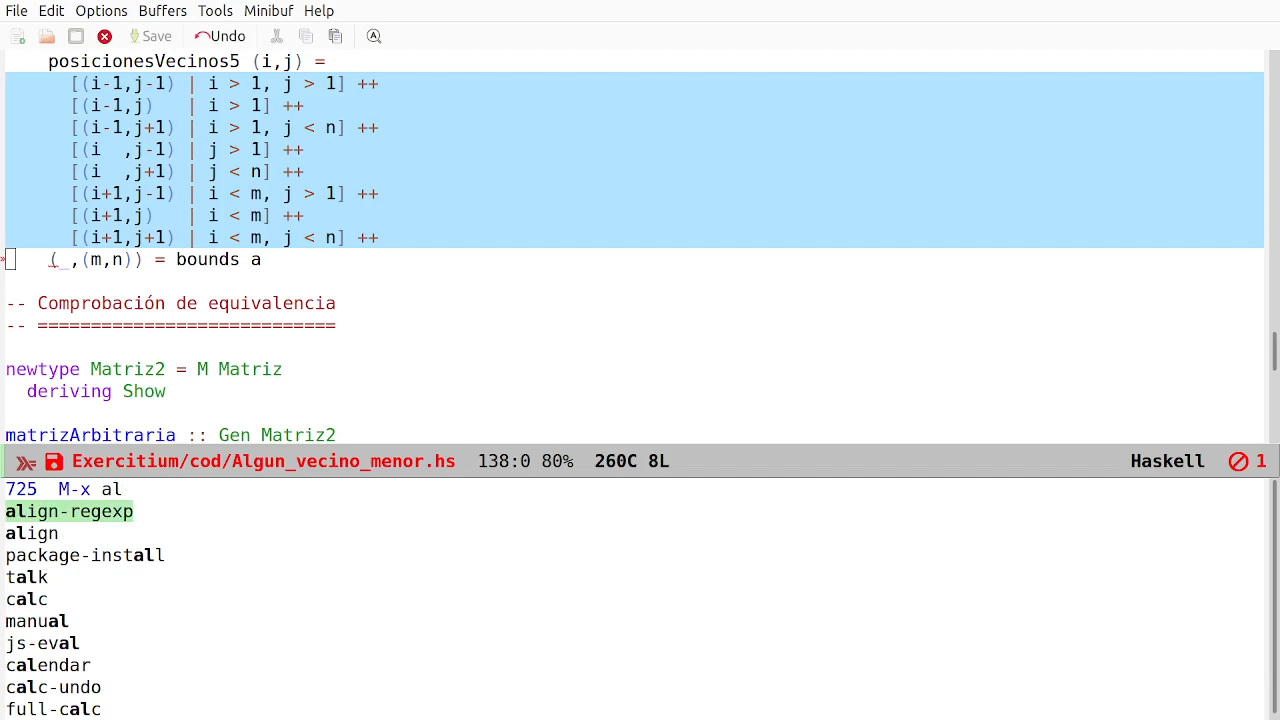 File Edit Options Buffers Tools Minibuf Help
Save Undo
posicionesVecinos5 (i,j) =
[(i-1,j-1) | i > 1, j > 1] ++
[(i-1,j)   | i > 1] ++
[(i-1,j+1) | i > 1, j < n] ++
[(i  ,j-1) | j > 1] ++
[(i  ,j+1) | j < n] ++
[(i+1,j-1) | i < m, j > 1] ++
[(i+1,j)   | i < m] ++
[(i+1,j+1) | i < m, j < n] ++
(_,(m,n)) = bounds a
-- Comprobación de equivalencia
-- ============================
newtype Matriz2 = M Matriz
deriving Show
matrizArbitraria :: Gen Matriz2
Exercitium/cod/Algun_vecino_menor.hs 138:0 80% 260C 8L Haskell 1
725 M-x al
align-regexp
align
package-install
talk
calc
manual
js-eval
calendar
calc-undo
full-calc